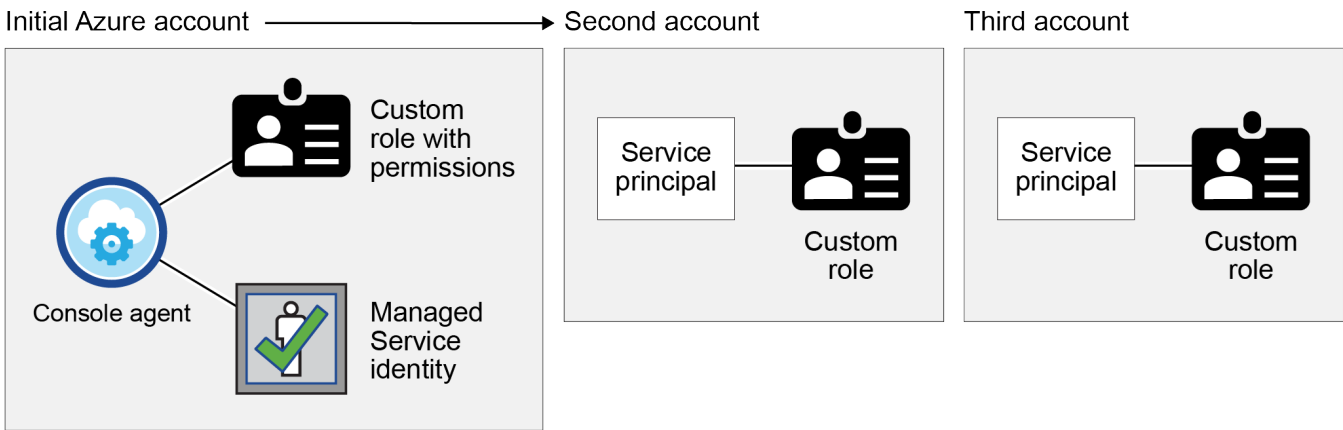 Initial Azure account
Second account
Third account
Custom
role with
permissions
Console agent
Managed
Service
identity
Service
principal
Custom
role
Service
principal
Custom
role